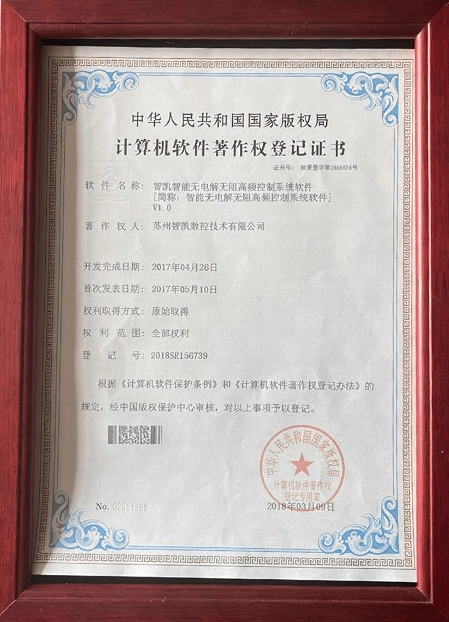 中华人民共和国国家版权局
计算机软件著作权登记证书
证书号: 软著登字第2485834号
软件名称: 智凯智能无电解无阻高频控制系统软件
[简称: 智能无电解无阻高频控制系统软件]
V1.0
著作权人: 苏州智凯数控技术有限公司
开发完成日期: 2017年04月26日
首次发表日期: 2017年05月10日
权利取得方式: 原始取得
权利范围: 全部权利
登记号: 2018SR156739
根据《计算机软件保护条例》和《计算机软件著作权登记办法》的
规定,经中国版权保护中心审核,对以上事项予以登记。
中华人民共和国国家版权局
计算机软件著作权
登记专用章
No.
2018年03月09日